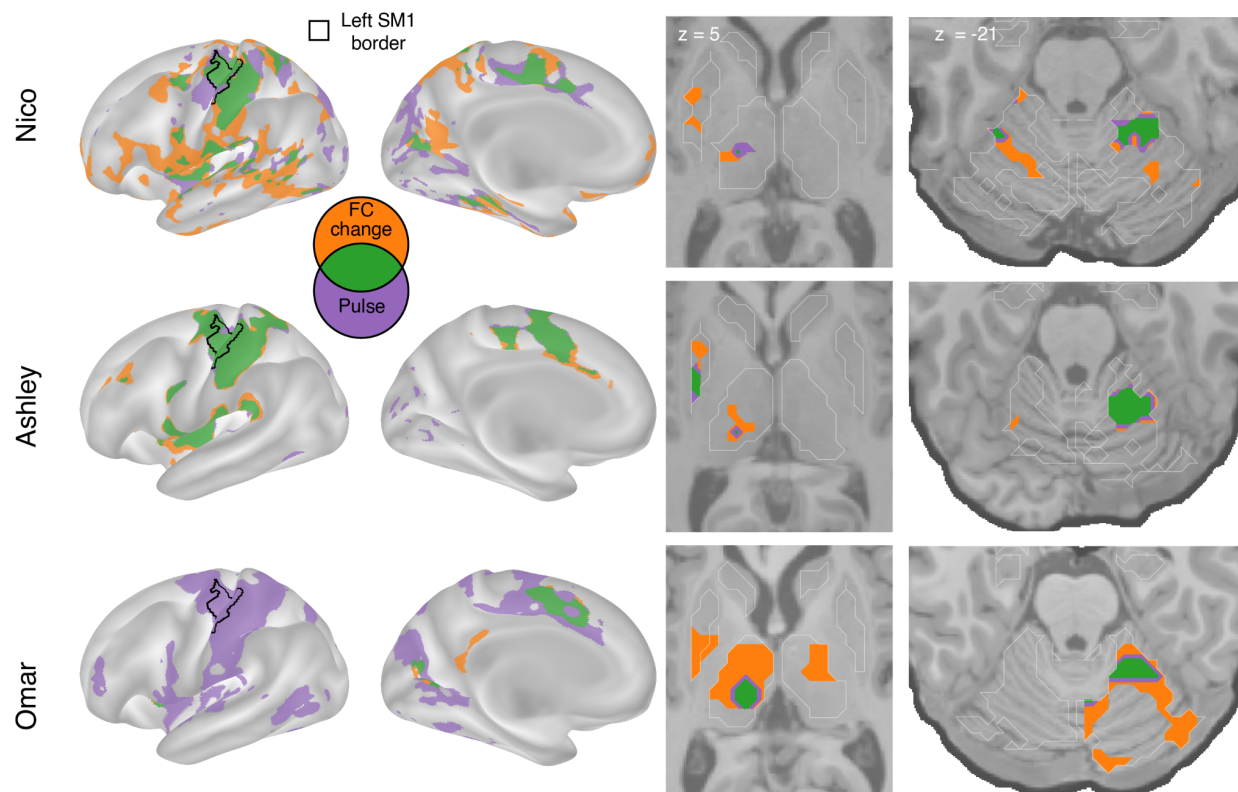 Left SM1
border
z = 5
z = -21
Nico
FC
change
Pulse
Ashley
Omar